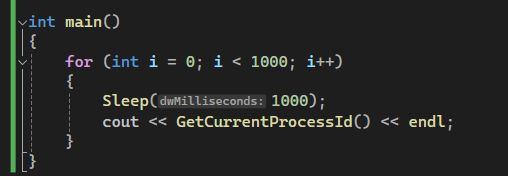 int main()
{
for (int i = 0; i < 1000; i++)
{
Sleep(dwMilliseconds: 1000);
cout << GetCurrentProcessId() << endl;
}
}